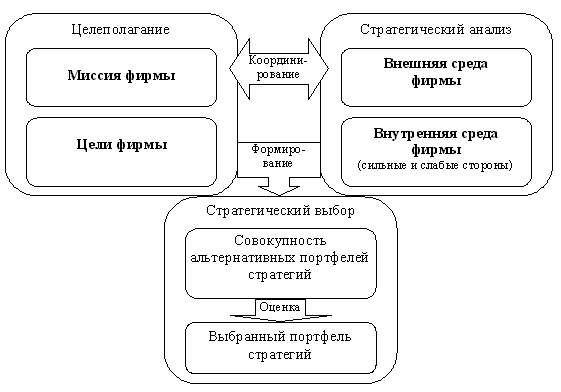 Целеполагание
Миссия фирмы
Цели фирмы
Координи-
рование
Формиро-
вание
Стратегический анализ
Внешняя среда
фирмы
Внутренняя среда
фирмы
(сильные и слабые стороны)
Стратегический выбор
Совокупность
альтернативных портфелей
стратегий
Оценка
Выбранный портфель
стратегий